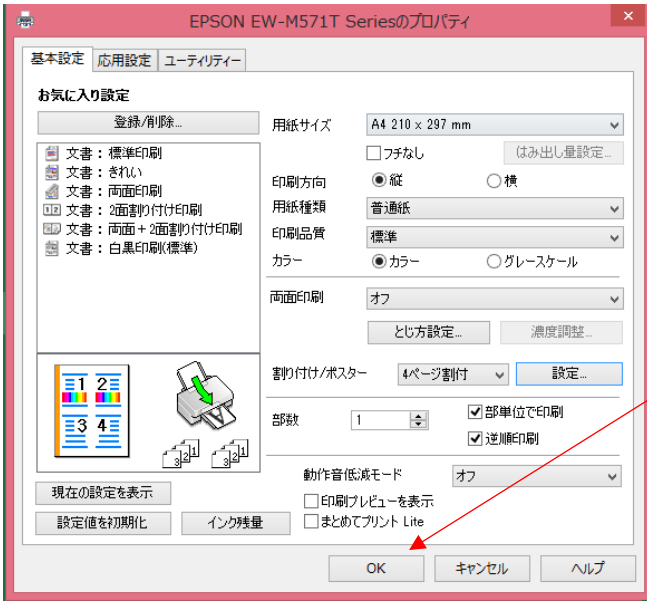 EPSON EW-M571T Seriesのプロパティ
基本設定 応用設定 ユーティリティー
お気に入り設定
登録/削除...
文書：標準印刷
文書：きれい
文書：両面印刷
文書：2面割り付け印刷
文書：両面＋2面割り付け印刷
文書：白黒印刷(標準)
1 2
3 4
3 2 1 3 2 1
現在の設定を表示
設定値を初期化 インク残量
用紙サイズ A4 210 x 297 mm
フチなし はみ出し量設定...
印刷方向 縦 横
用紙種類 普通紙
印刷品質 標準
カラー カラー グレースケール
両面印刷 オフ
とじ方設定... 濃度調整...
割り付け/ポスター 4ページ割付 設定...
部数 1 部単位で印刷
逆順印刷
動作音低減モード オフ
印刷プレビューを表示
まとめてプリント Lite
OK キャンセル ヘルプ